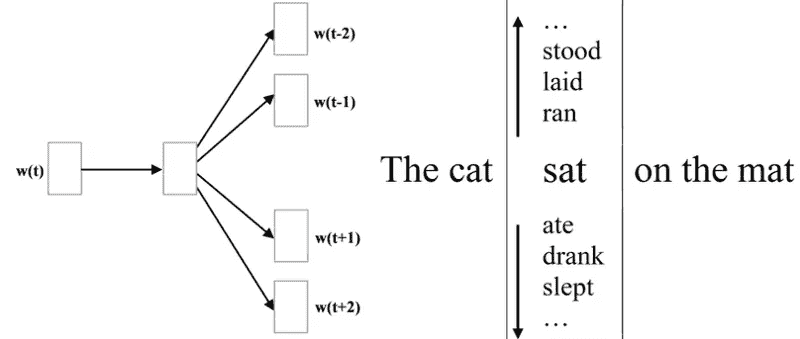 w(t)
w(t-2)
w(t-1)
w(t+1)
w(t+2)
…
stood
laid
ran
The cat sat on the mat
ate
drank
slept
…